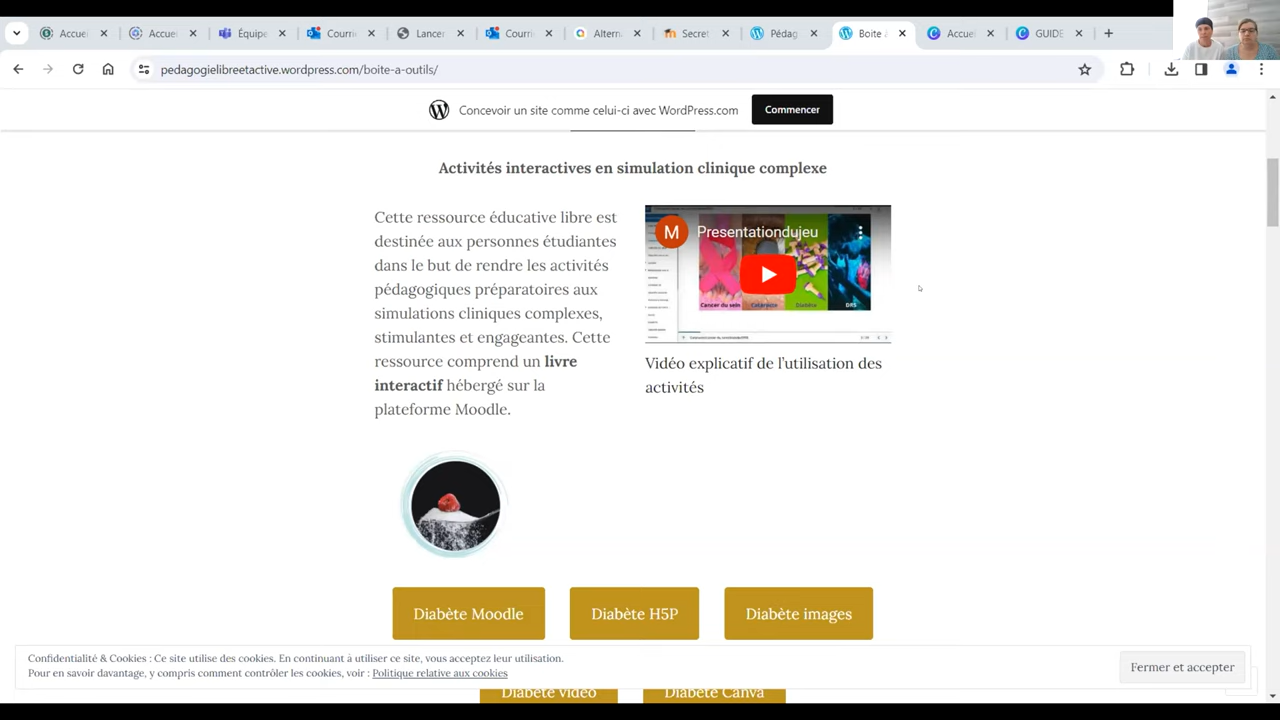 Accuei
Accuei
Équipe
Courri
Lancer
Courri
Altern
Secret
Pédag
Boite
Accue
GUIDE
pedagogielibreetactive.wordpress.com/boite-a-outils/
Concevoir un site comme celui-ci avec WordPress.com
Commencer
Activités interactives en simulation clinique complexe
Cette ressource éducative libre est
destinée aux personnes étudiantes
dans le but de rendre les activités
pédagogiques préparatoires aux
simulations cliniques complexes,
stimulantes et engageantes. Cette
ressource comprend un livre
interactif hébergé sur la
plateforme Moodle.
M
Presentationdujeu
Cancer du sein
Diabète
DRS
Vidéo explicatif de l'utilisation des
activités
Diabète Moodle
Diabète H5P
Diabète images
Confidentialité & Cookies : Ce site utilise des cookies. En continuant à utiliser ce site, vous acceptez leur utilisation.
Pour en savoir davantage, y compris comment contrôler les cookies, voir : Politique relative aux cookies
Fermer et accepter
Diabète vidéo
Diabète Canva